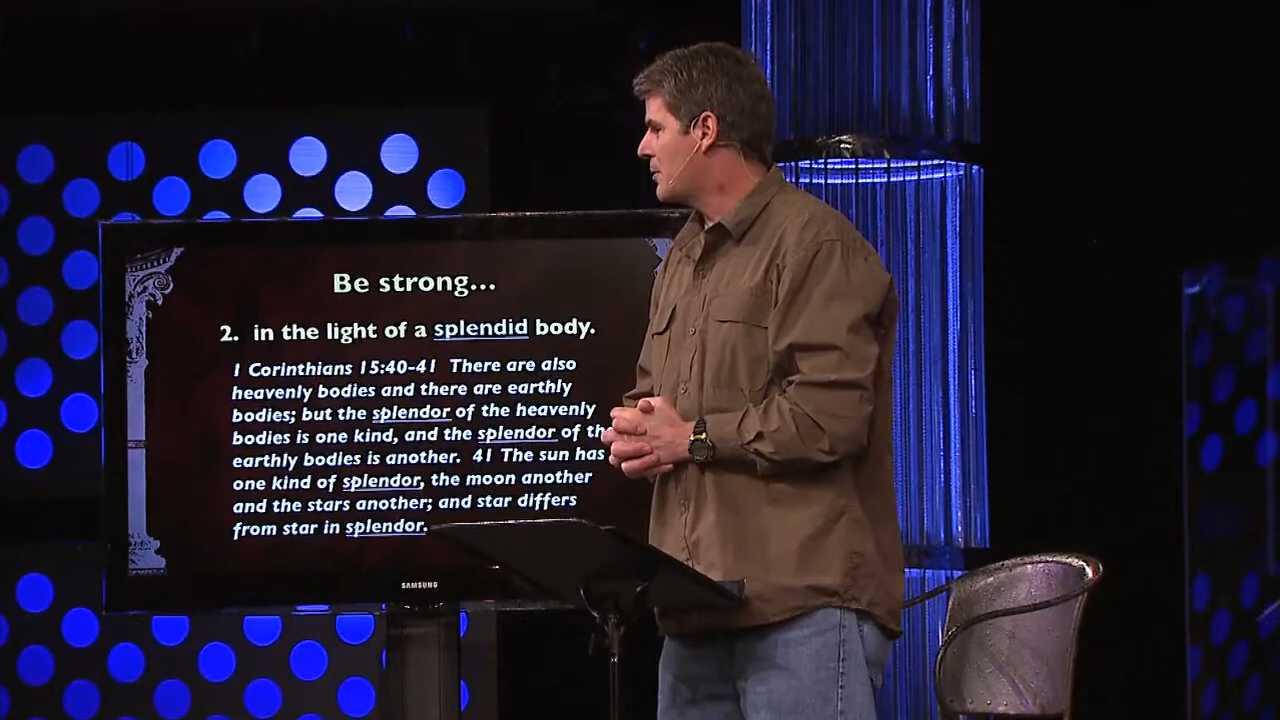 Be strong...
2. in the light of a splendid body.
1 Corinthians 15:40-41 There are also
heavenly bodies and there are earthly
bodies; but the splendor of the heavenly
bodies is one kind, and the splendor of th
earthly bodies is another. 41 The sun has
one kind of splendor, the moon another
and the stars another; and star differs
from star in splendor.
SAMSUNG